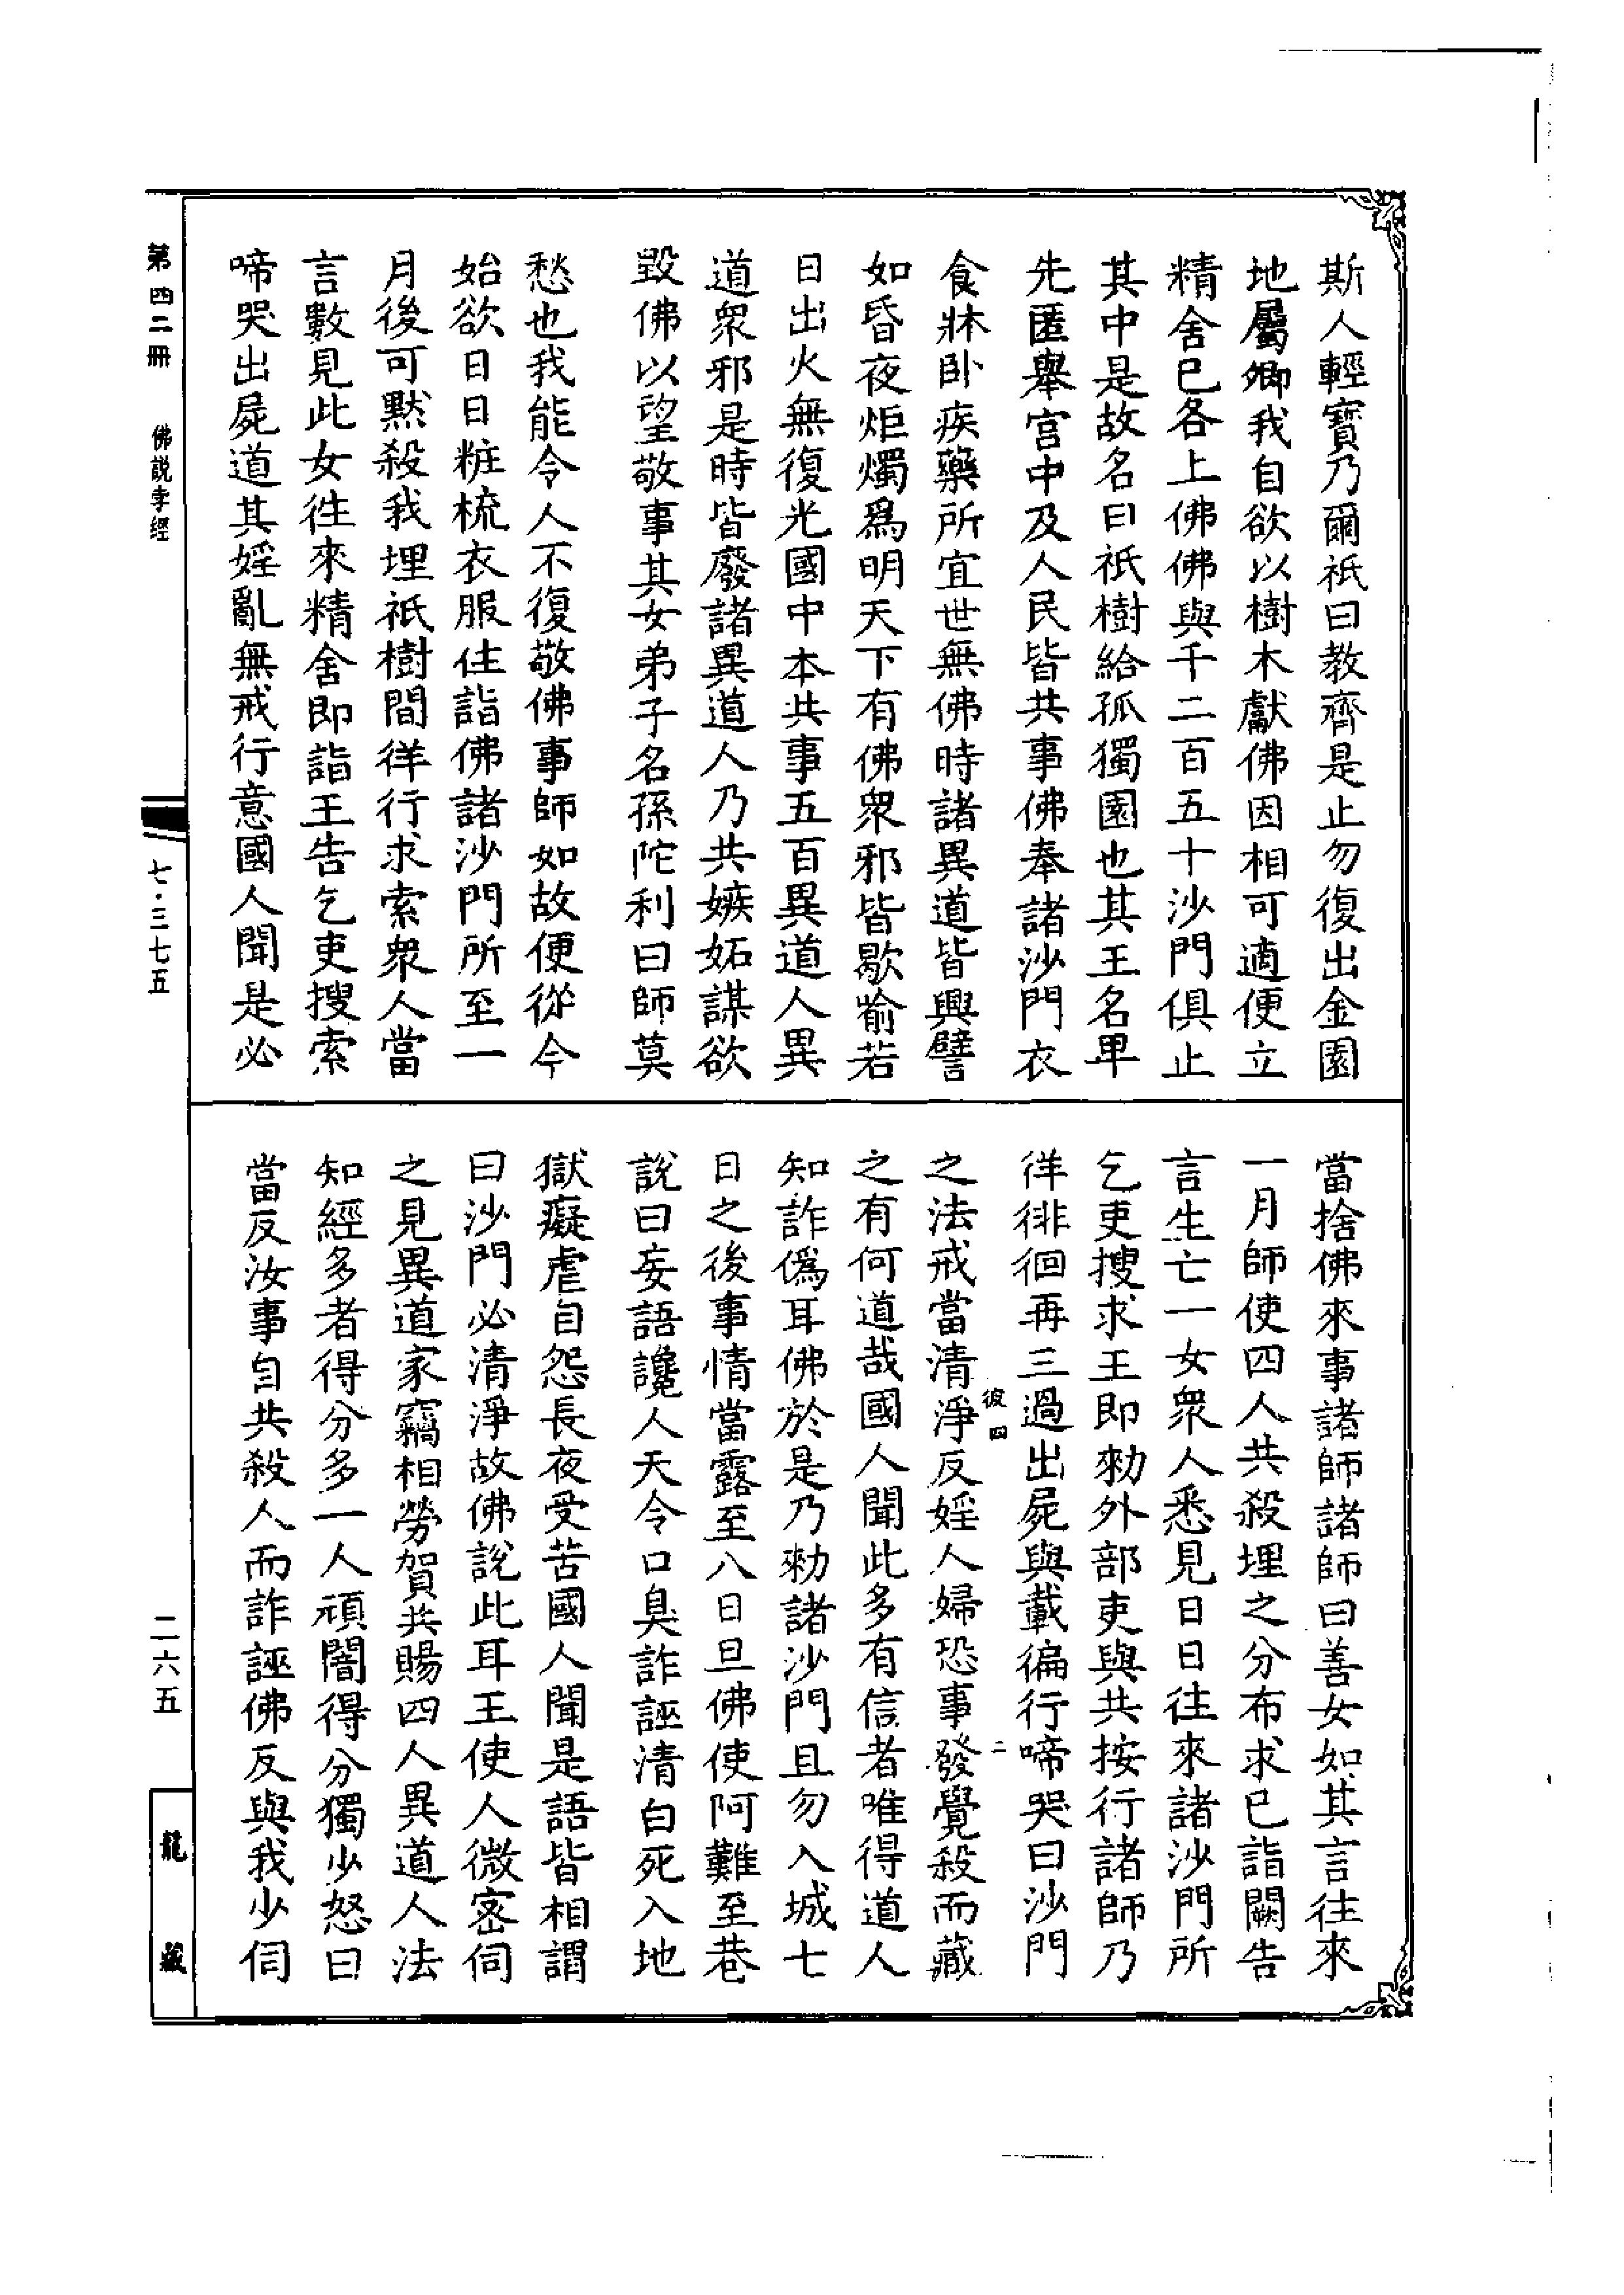 斯人輕寶乃爾祇曰教齊是止勿復出金園
地屬卿我自欲以樹木獻佛因相可適便立
精舍已各上佛佛與千二百五十沙門俱止
其中是故名曰祇樹給孤獨園也其王名卑
先匿舉宫中及人民皆共事佛奉諸沙門衣
食牀卧疾藥所宜世無佛時諸異道皆興譬
如昏夜炬燭爲明天下有佛衆邪皆歇喻若
日出火無復光國中本共事五百異道人異
道衆邪是時皆廢諸異道人乃共嫉妬謀欲
毀佛以望敬事其女弟子名孫陀利曰師莫
愁也我能令人不復敬佛事師如故便從今
始欲日日粧梳衣服往詣佛諸沙門所至一
月後可默殺我埋祇樹間徉行求索衆人當
言數見此女往來精舍即詣王告乞吏搜索
啼哭出屍道其婬亂無戒行意國人聞是必
當捨佛來事諸師諸師曰善女如其言往來
一月師使四人共殺埋之分布求已詣闕告
言生亡一女衆人悉見日日往來諸沙門所
乞吏搜求王即勑外部吏與共按行諸師乃
徉徘徊再三過出屍與載徧行啼哭曰沙門
彼四
二
之法戒當清淨反婬人婦恐事發覺殺而藏
之有何道哉國人聞此多有信者唯得道人
知詐僞耳佛於是乃勑諸沙門且勿入城七
日之後事情當露至八日旦佛使阿難至巷
說曰妄語讒人天令口臭詐誣清白死入地
獄癡虐自怨長夜受苦國人聞是語皆相謂
曰沙門必清淨故佛說此耳王使人微密伺
之見異道家竊相勞賀共賜四人異道人法
知經多者得分多一人頑闇得分獨少怒曰
當反汝事自共殺人而詐誣佛反與我少伺
第四二冊
佛説孛經
七·三七五
二六五
龍藏